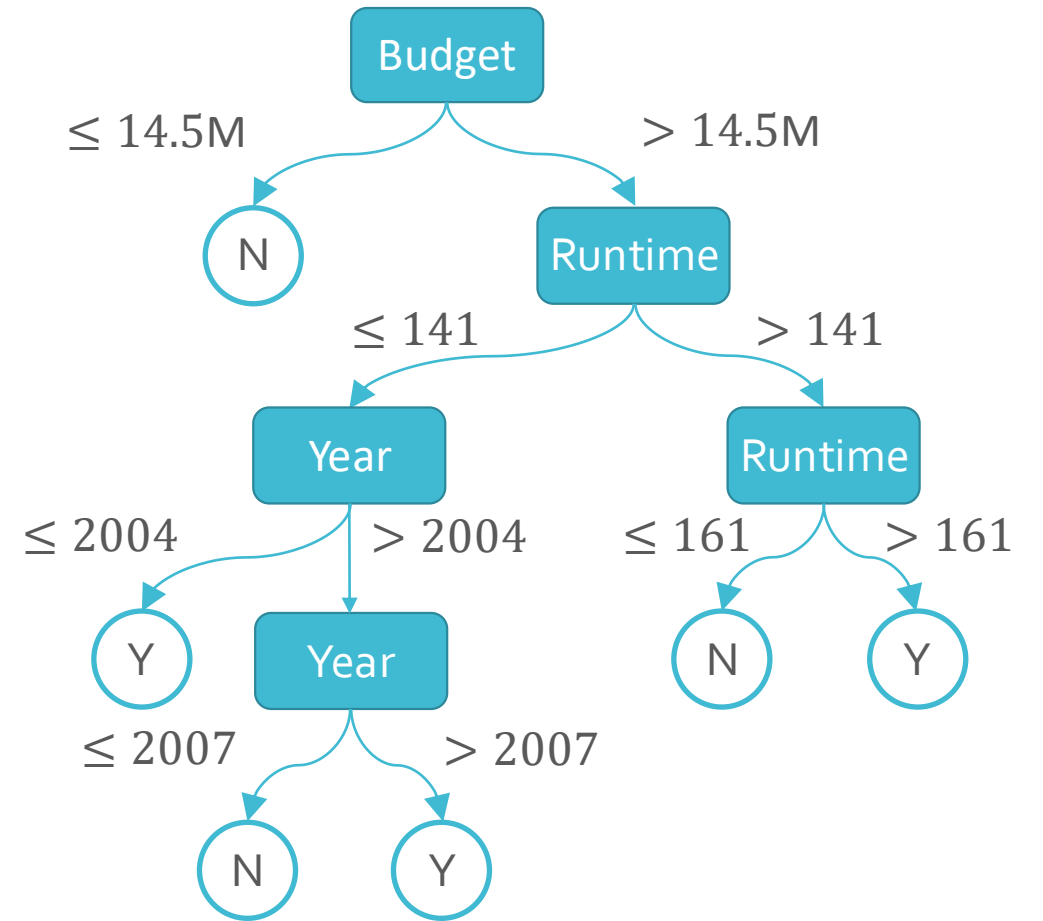 Budget
≤ 14.5M
> 14.5M
N
Runtime
≤ 141
> 141
Year
Runtime
≤ 2004
> 2004
≤ 161
> 161
Y
Year
N
Y
≤ 2007
> 2007
N
Y